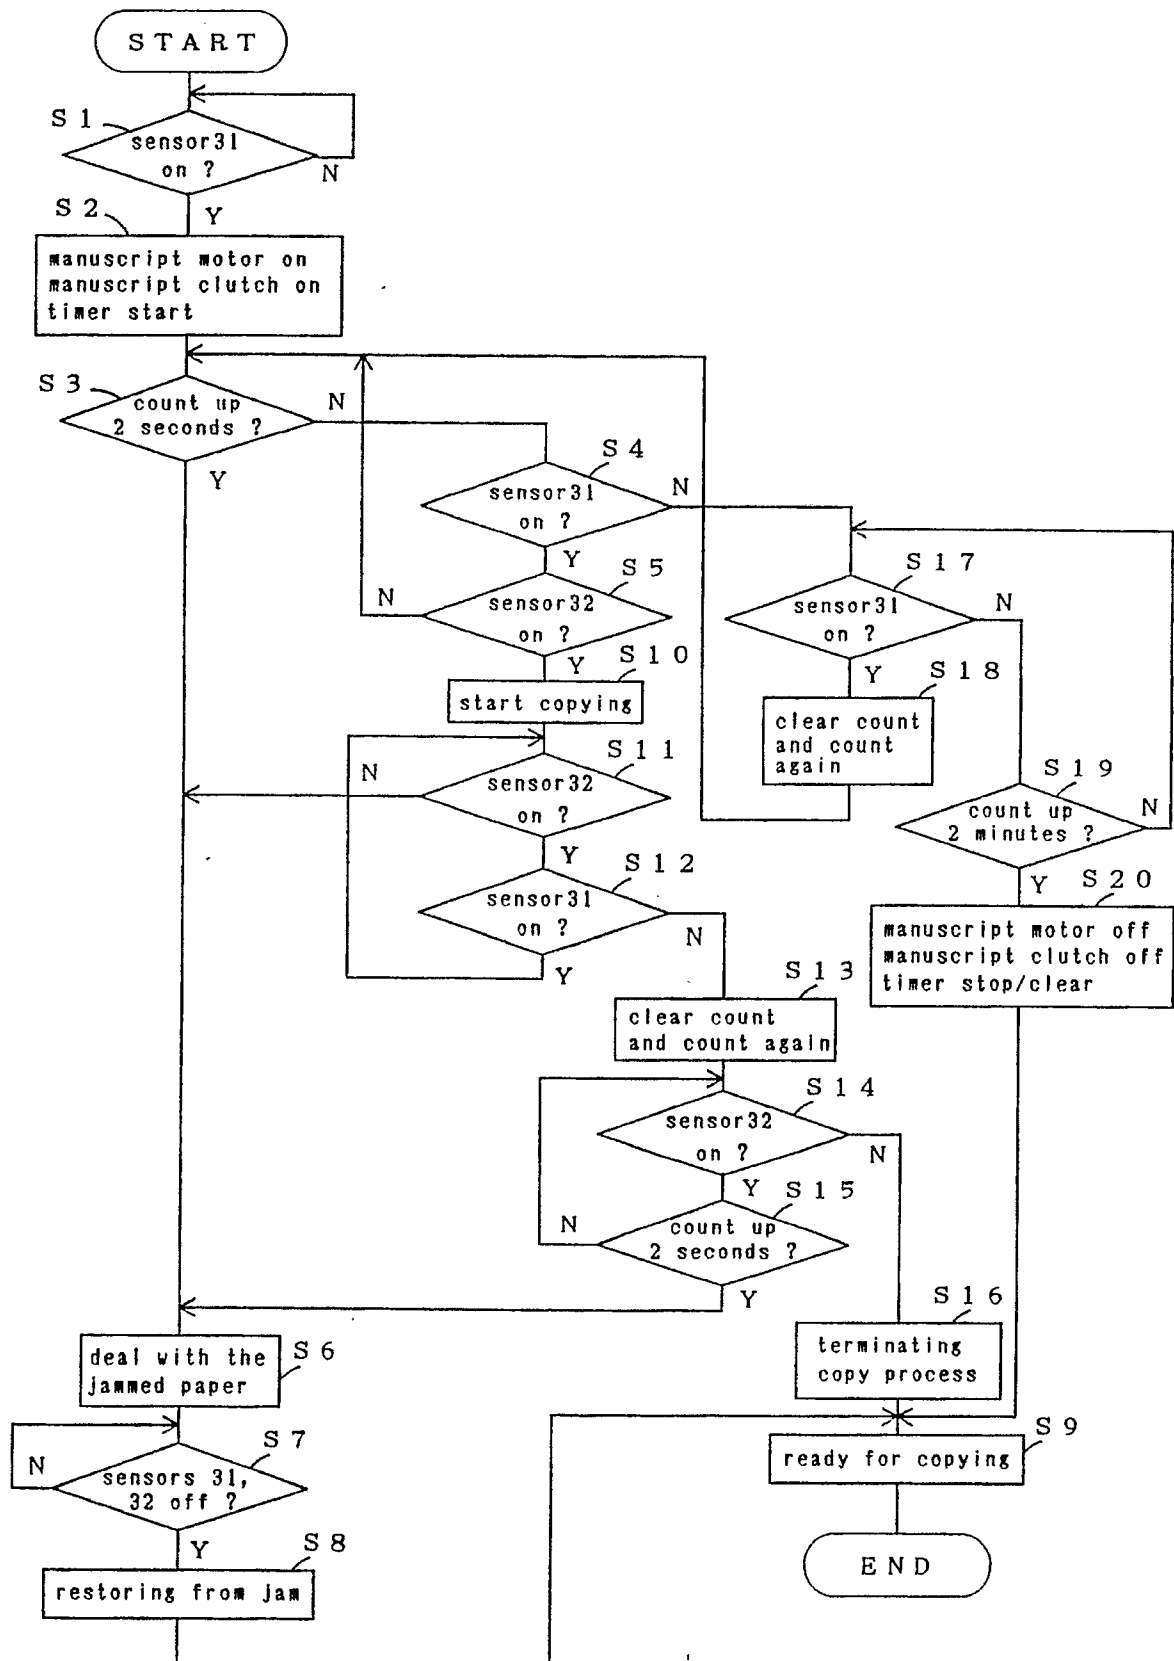 START
S1
sensor31
on ?
N
Y
S2
manuscript motor on
manuscript clutch on
timer start
S3
count up
2 seconds ?
N
Y
S4
sensor31
on ?
N
Y
S5
sensor32
on ?
N
Y
S10
start copying
S11
sensor32
on ?
N
Y
S12
sensor31
on ?
N
Y
S13
clear count
and count again
S14
sensor32
on ?
N
Y
S15
count up
2 seconds ?
N
Y
S16
terminating
copy process
S17
sensor31
on ?
N
Y
S18
clear count
and count
again
S19
count up
2 minutes ?
N
Y
S20
manuscript motor off
manuscript clutch off
timer stop/clear
S6
deal with the
jammed paper
S7
sensors 31,
32 off ?
N
Y
S8
restoring from jam
S9
ready for copying
END